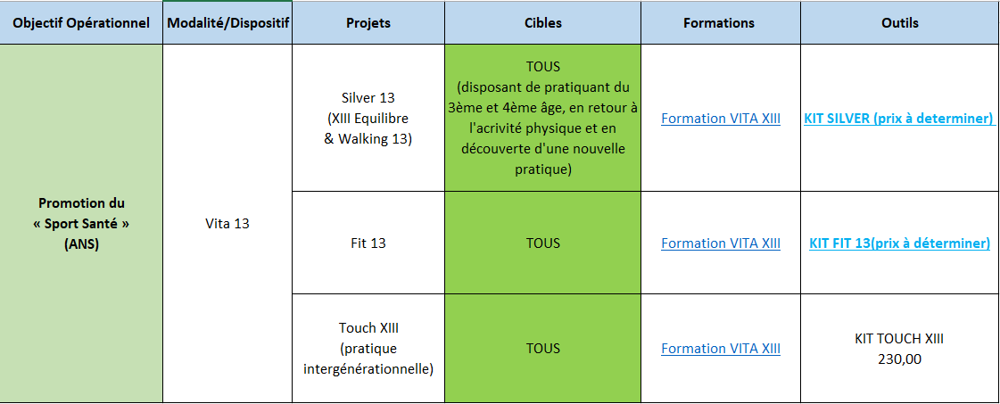 Objectif Opérationnel
Modalité/Dispositif
Projets
Cibles
Formations
Outils
Promotion du
« Sport Santé »
(ANS)
Vita 13
Silver 13
(XIII Equilibre
& Walking 13)
TOUS
(disposant de pratiquant du
3ème et 4ème âge, en retour à
l'acrivité physique et en
découverte d'une nouvelle
pratique)
Formation VITA XIII
KIT SILVER (prix à determiner)
Fit 13
TOUS
Formation VITA XIII
KIT FIT 13(prix à déterminer)
Touch XIII
(pratique
intergénérationnelle)
TOUS
Formation VITA XIII
KIT TOUCH XIII
230,00